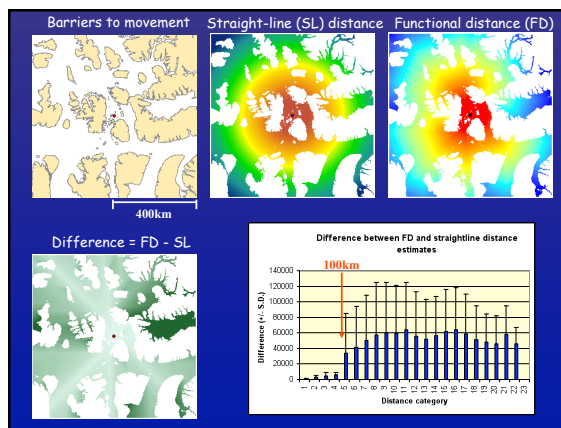 Barriers to movement
Straight-line (SL) distance
Functional distance (FD)
400km
Difference = FD - SL
Difference between FD and straightline distance
estimates
100km
Difference (+/- S.D.)
140000
120000
100000
80000
60000
40000
20000
0
1 2 3 4 5 6 7 8 9 10 11 12 13 14 15 16 17 18 19 20 21 22 23
Distance category